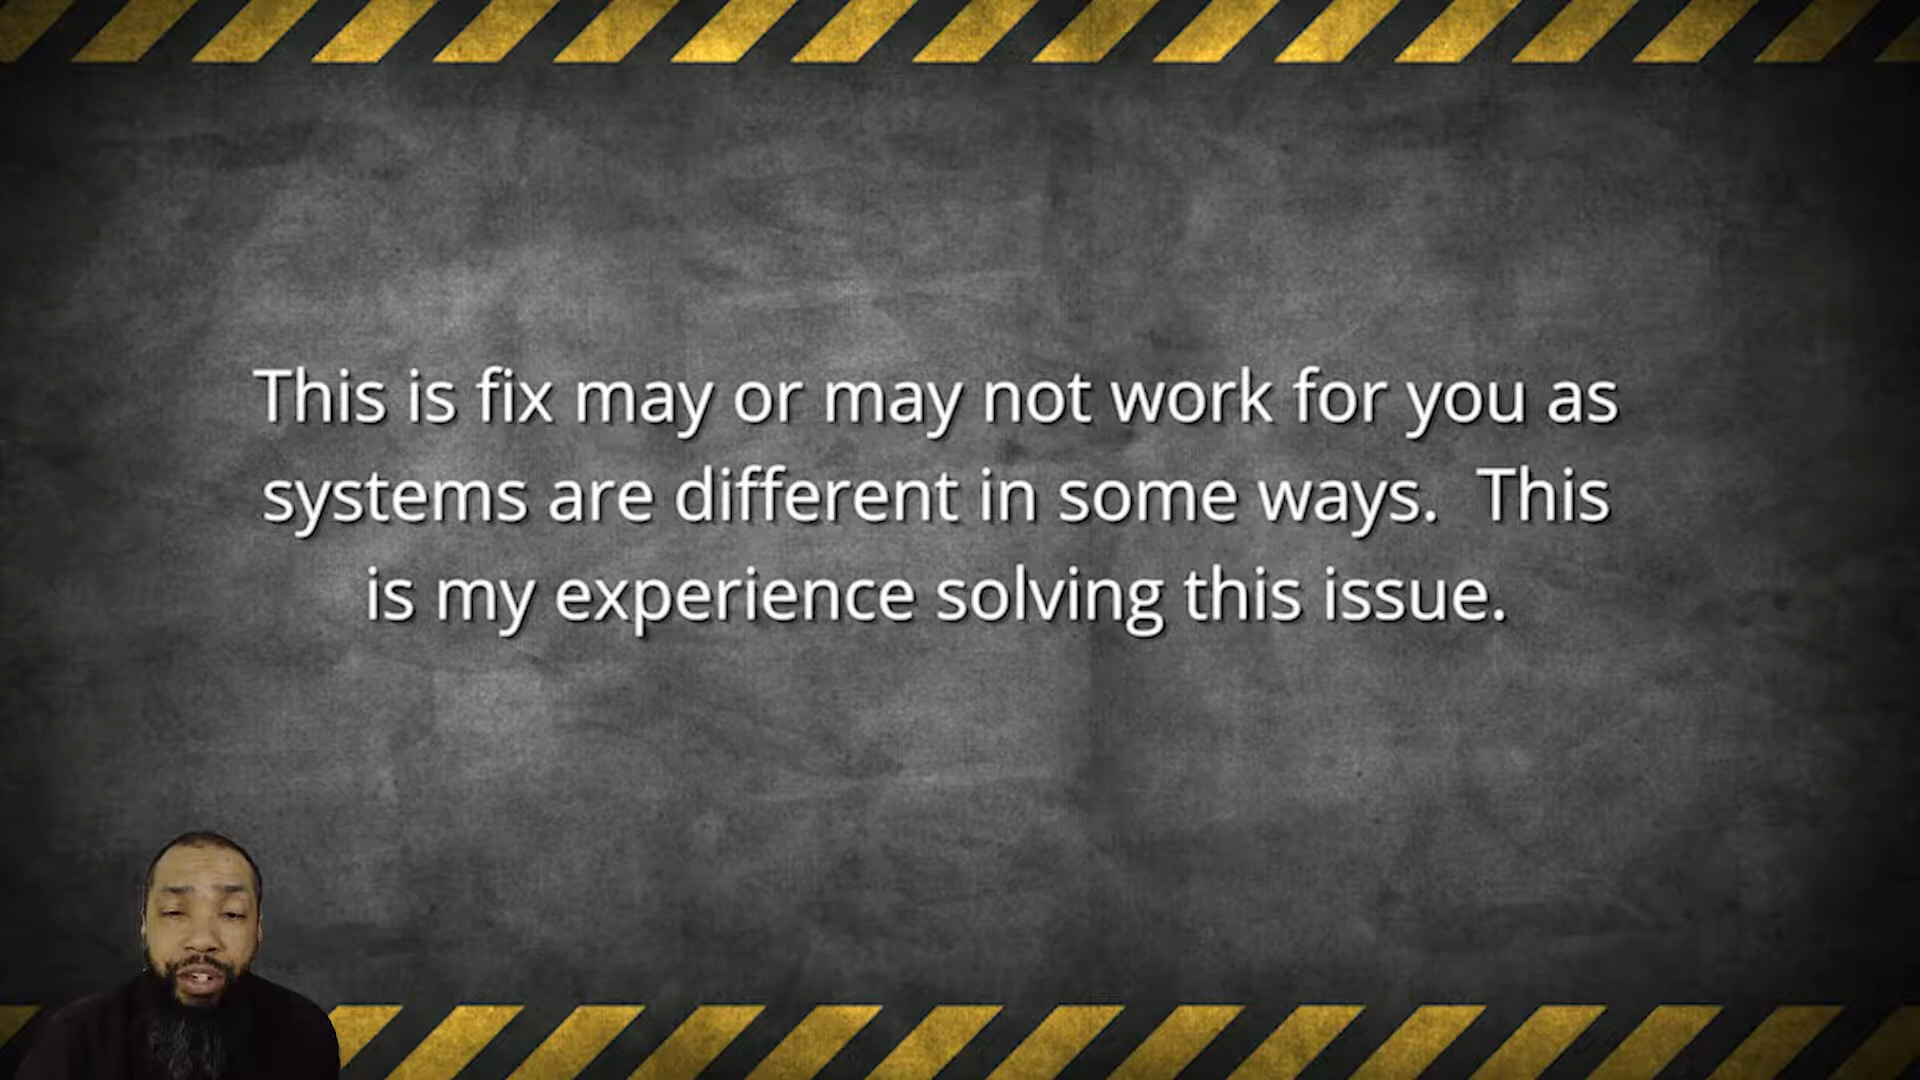 This is fix may or may not work for you as
systems are different in some ways.  This
is my experience solving this issue.